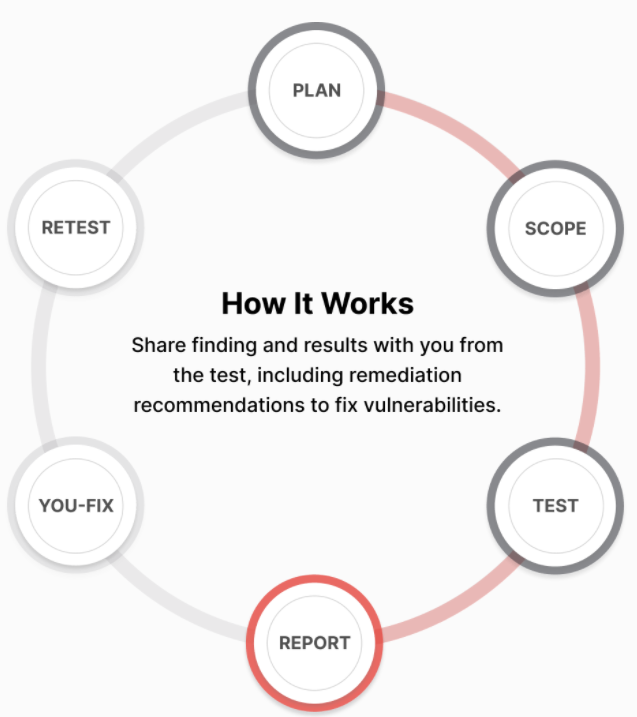 PLAN
RETEST
SCOPE
How It Works
Share finding and results with you from
the test, including remediation
recommendations to fix vulnerabilities.
YOU-FIX
TEST
REPORT